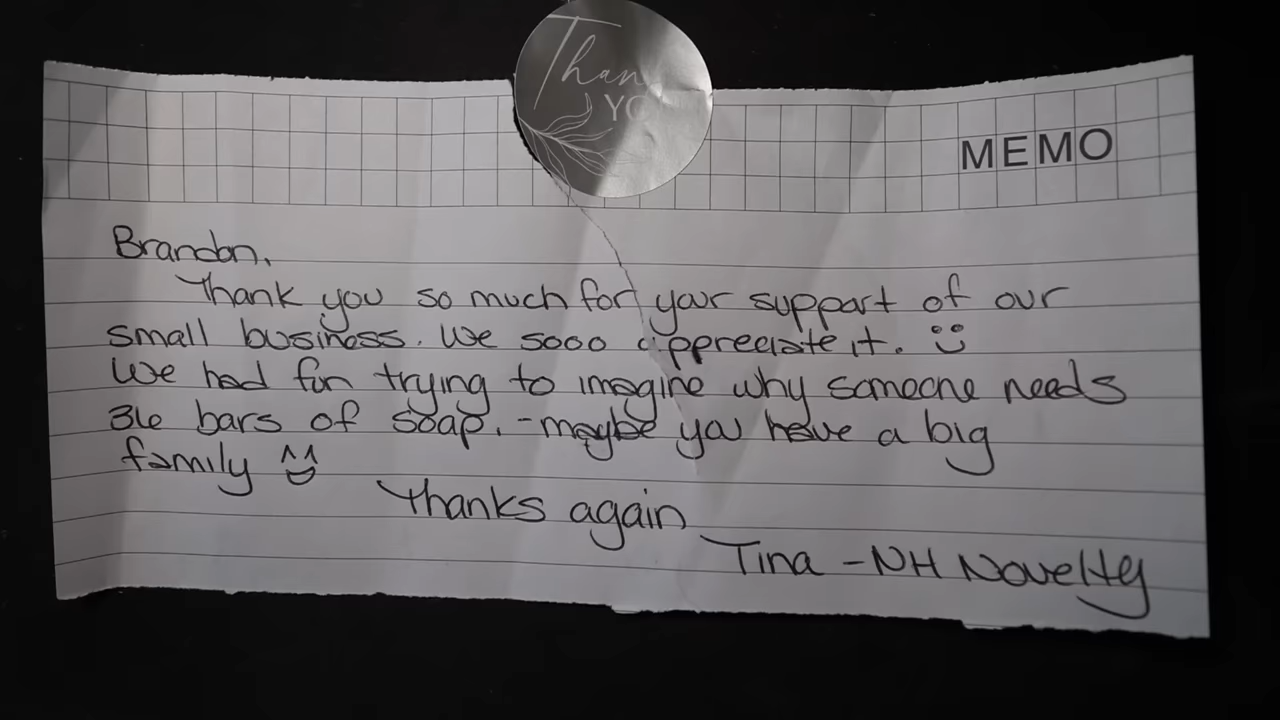 Than
YO
MEMO
Brandon,
Thank you so much for your support of our
small business. We sooo appreciate it.
We had fun trying to imagine why someone needs
36 bars of soap. - maybe you have a big
family
Thanks again
Tina - NH Novelty